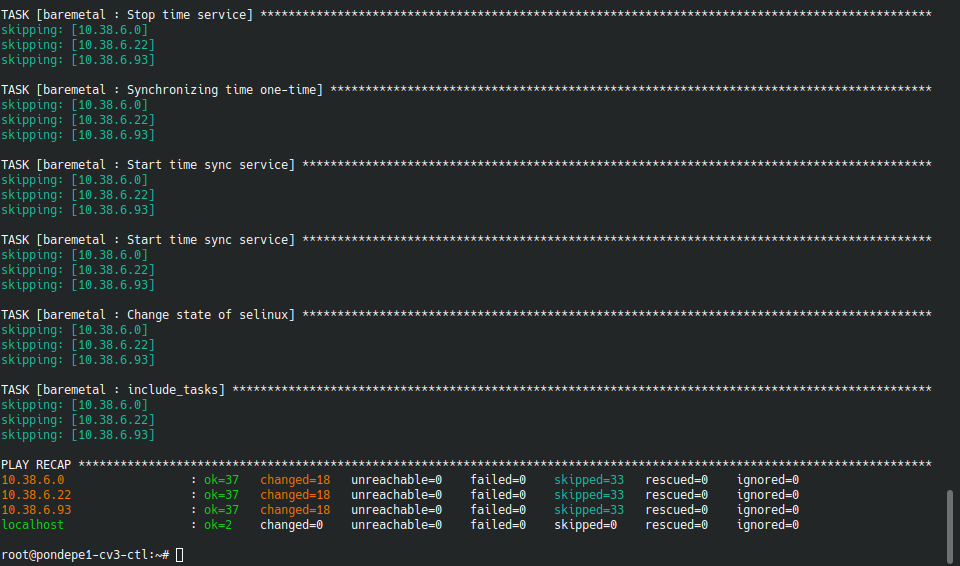 TASK [baremetal : Stop time service] ************************************************************************************************
skipping: [10.38.6.0]
skipping: [10.38.6.22]
skipping: [10.38.6.93]
TASK [baremetal : Synchronizing time one-time] **************************************************************************************
skipping: [10.38.6.0]
skipping: [10.38.6.22]
skipping: [10.38.6.93]
TASK [baremetal : Start time sync service] ******************************************************************************************
skipping: [10.38.6.0]
skipping: [10.38.6.22]
skipping: [10.38.6.93]
TASK [baremetal : Start time sync service] ******************************************************************************************
skipping: [10.38.6.0]
skipping: [10.38.6.22]
skipping: [10.38.6.93]
TASK [baremetal : Change state of selinux] ******************************************************************************************
skipping: [10.38.6.0]
skipping: [10.38.6.22]
skipping: [10.38.6.93]
TASK [baremetal : include_tasks] ****************************************************************************************************
skipping: [10.38.6.0]
skipping: [10.38.6.22]
skipping: [10.38.6.93]
PLAY RECAP **************************************************************************************************************************
10.38.6.0                  : ok=37   changed=18   unreachable=0    failed=0    skipped=33   rescued=0    ignored=0
10.38.6.22                 : ok=37   changed=18   unreachable=0    failed=0    skipped=33   rescued=0    ignored=0
10.38.6.93                 : ok=37   changed=18   unreachable=0    failed=0    skipped=33   rescued=0    ignored=0
localhost                  : ok=2    changed=0    unreachable=0    failed=0    skipped=0    rescued=0    ignored=0
root@pondepe1-cv3-ctl:~#